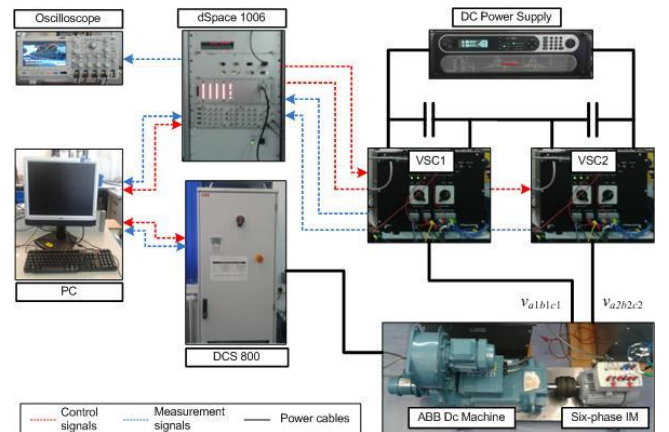 Oscilloscope
dSpace 1006
DC Power Supply
VSC1
VSC2
PC
DCS 800
va1b1c1
va2b2c2
ABB Dc Machine
Six-phase IM
Control signals
Measurement signals
Power cables